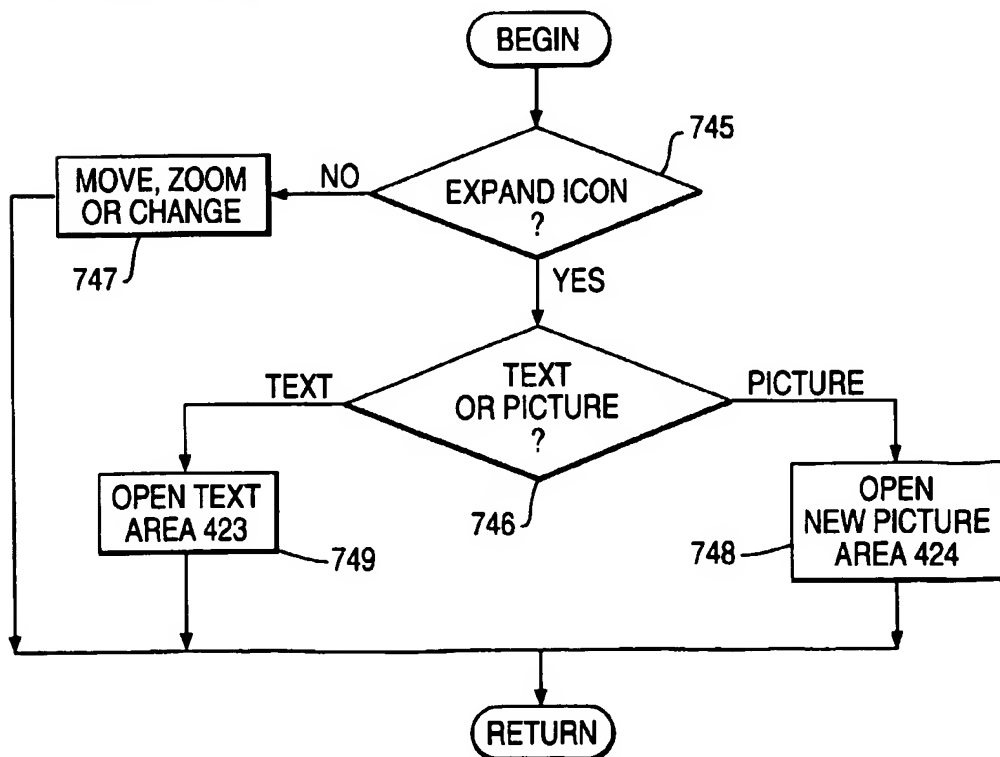 BEGIN
745
EXPAND ICON
?
NO
MOVE, ZOOM
OR CHANGE
747
YES
TEXT
OR PICTURE
?
TEXT
PICTURE
746
OPEN TEXT
AREA 423
749
OPEN
NEW PICTURE
AREA 424
748
RETURN